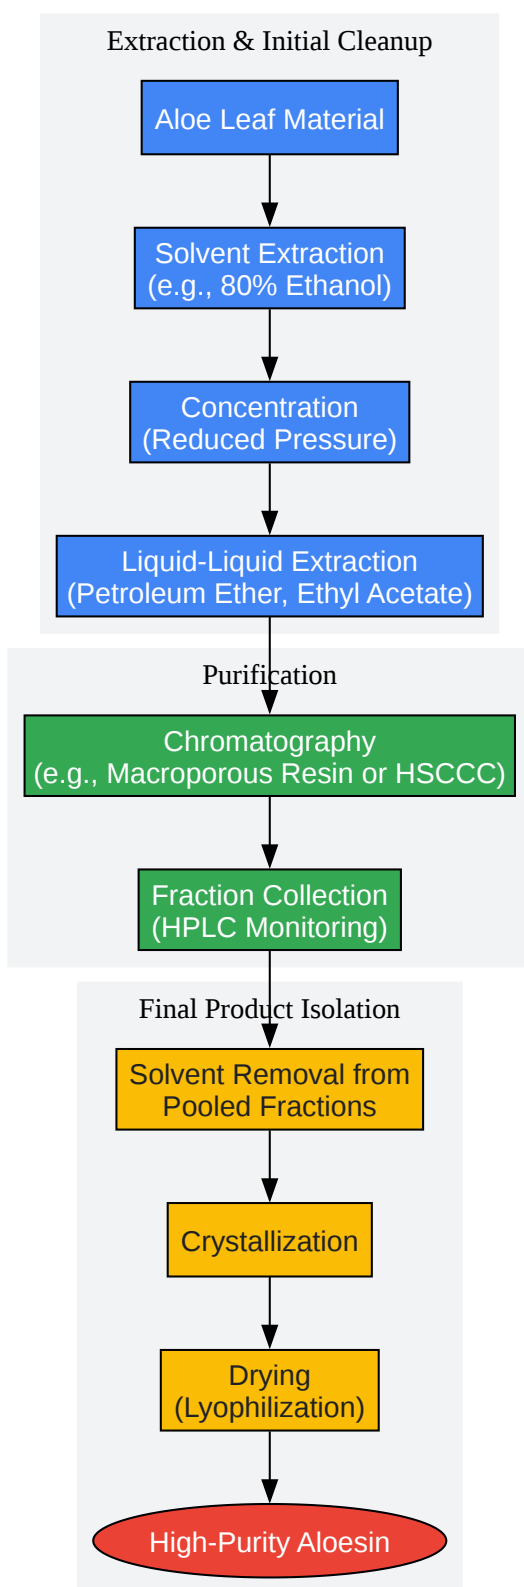 Extraction & Initial Cleanup
Aloe Leaf Material
Solvent Extraction
(e.g., 80% Ethanol)
Concentration
(Reduced Pressure)
Liquid-Liquid Extraction
(Petroleum Ether, Ethyl Acetate)
Purification
Chromatography
(e.g., Macroporous Resin or HSCCC)
Fraction Collection
(HPLC Monitoring)
Final Product Isolation
Solvent Removal from
Pooled Fractions
Crystallization
Drying
(Lyophilization)
High-Purity Aloesin